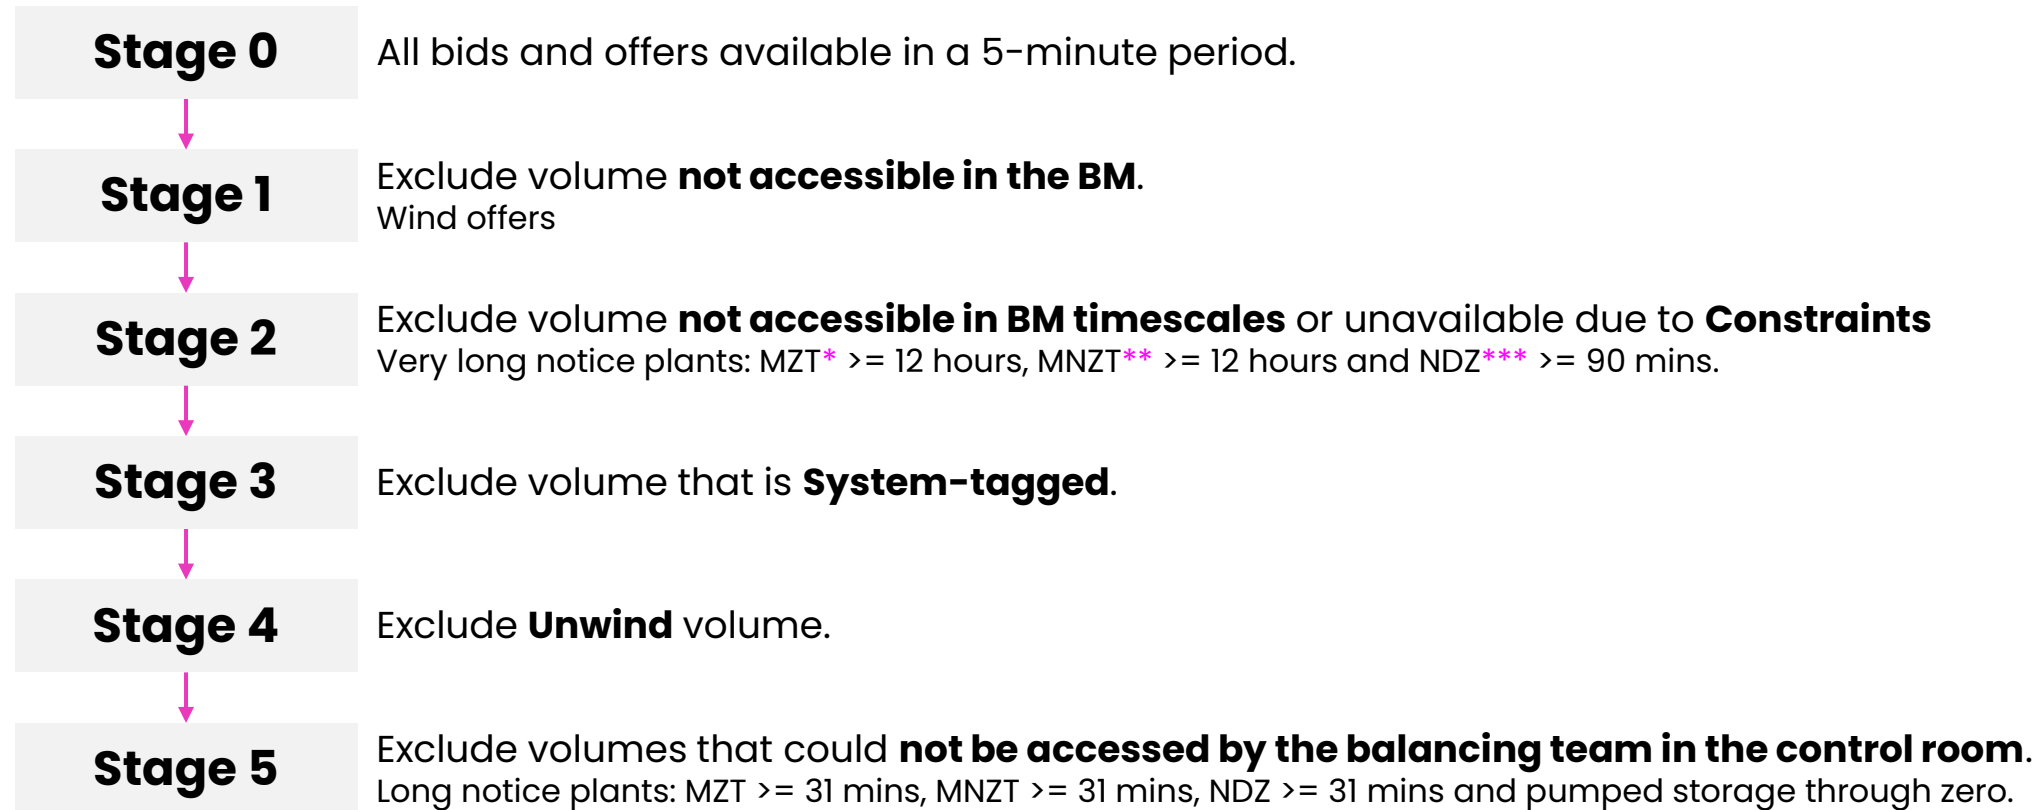 Stage 0
All bids and offers available in a 5-minute period.
Stage 1
Exclude volume not accessible in the BM.
Wind offers
Stage 2
Exclude volume not accessible in BM timescales or unavailable due to Constraints
Very long notice plants: MZT* >= 12 hours, MNZT** >= 12 hours and NDZ*** >= 90 mins.
Stage 3
Exclude volume that is System-tagged.
Stage 4
Exclude Unwind volume.
Stage 5
Exclude volumes that could not be accessed by the balancing team in the control room.
Long notice plants: MZT >= 31 mins, MNZT >= 31 mins, NDZ >= 31 mins and pumped storage through zero.